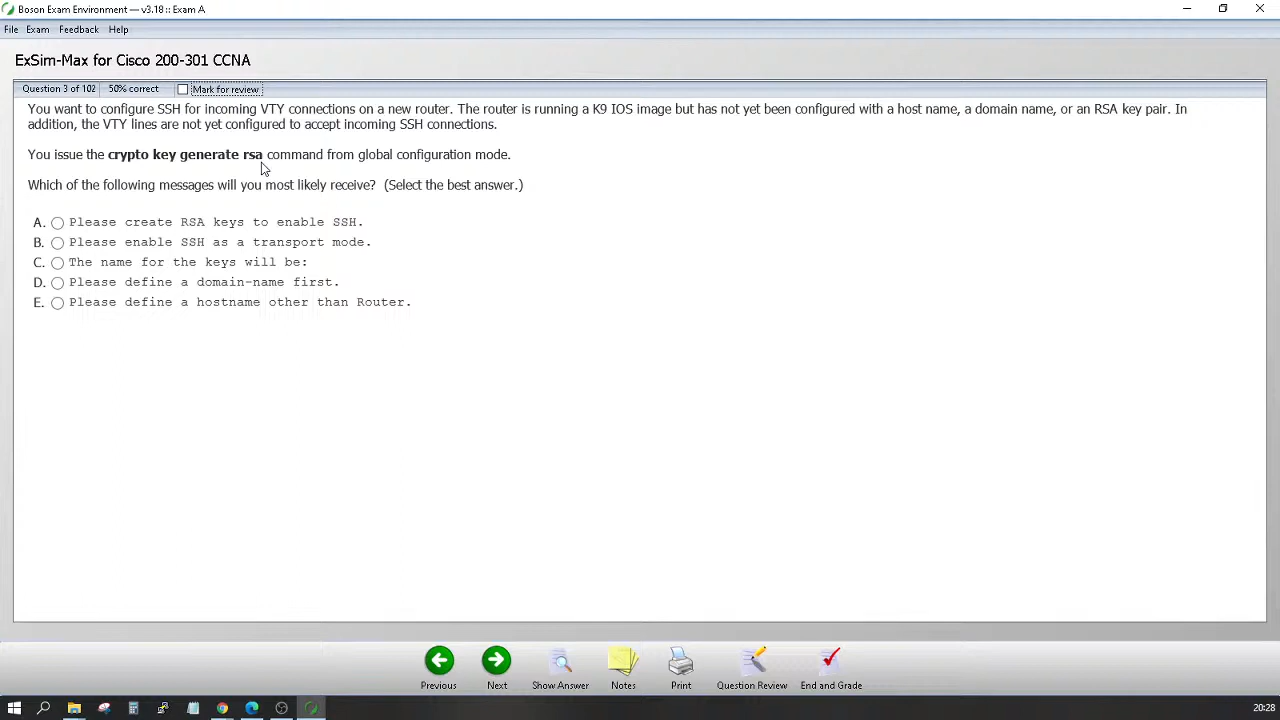 Boson Exam Environment — v3.18 :: Exam A
File Exam Feedback Help
ExSim-Max for Cisco 200-301 CCNA
Question 3 of 102 50% correct Mark for review
You want to configure SSH for incoming VTY connections on a new router. The router is running a K9 IOS image but has not yet been configured with a host name, a domain name, or an RSA key pair. In
addition, the VTY lines are not yet configured to accept incoming SSH connections.
You issue the crypto key generate rsa command from global configuration mode.
Which of the following messages will you most likely receive? (Select the best answer.)
A. Please create RSA keys to enable SSH.
B. Please enable SSH as a transport mode.
C. The name for the keys will be:
D. Please define a domain-name first.
E. Please define a hostname other than Router.
Previous Next Show Answer Notes Print Question Review End and Grade
20:28